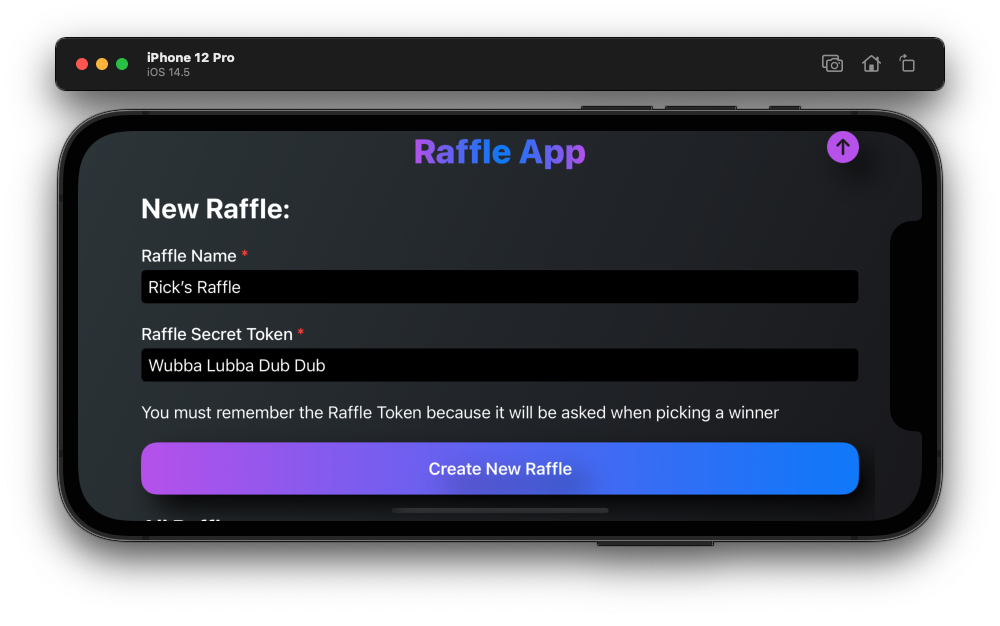 iPhone 12 Pro
iOS 14.5
Raffle App
New Raffle:
Raffle Name *
Rick’s Raffle
Raffle Secret Token *
Wubba Lubba Dub Dub
You must remember the Raffle Token because it will be asked when picking a winner
Create New Raffle